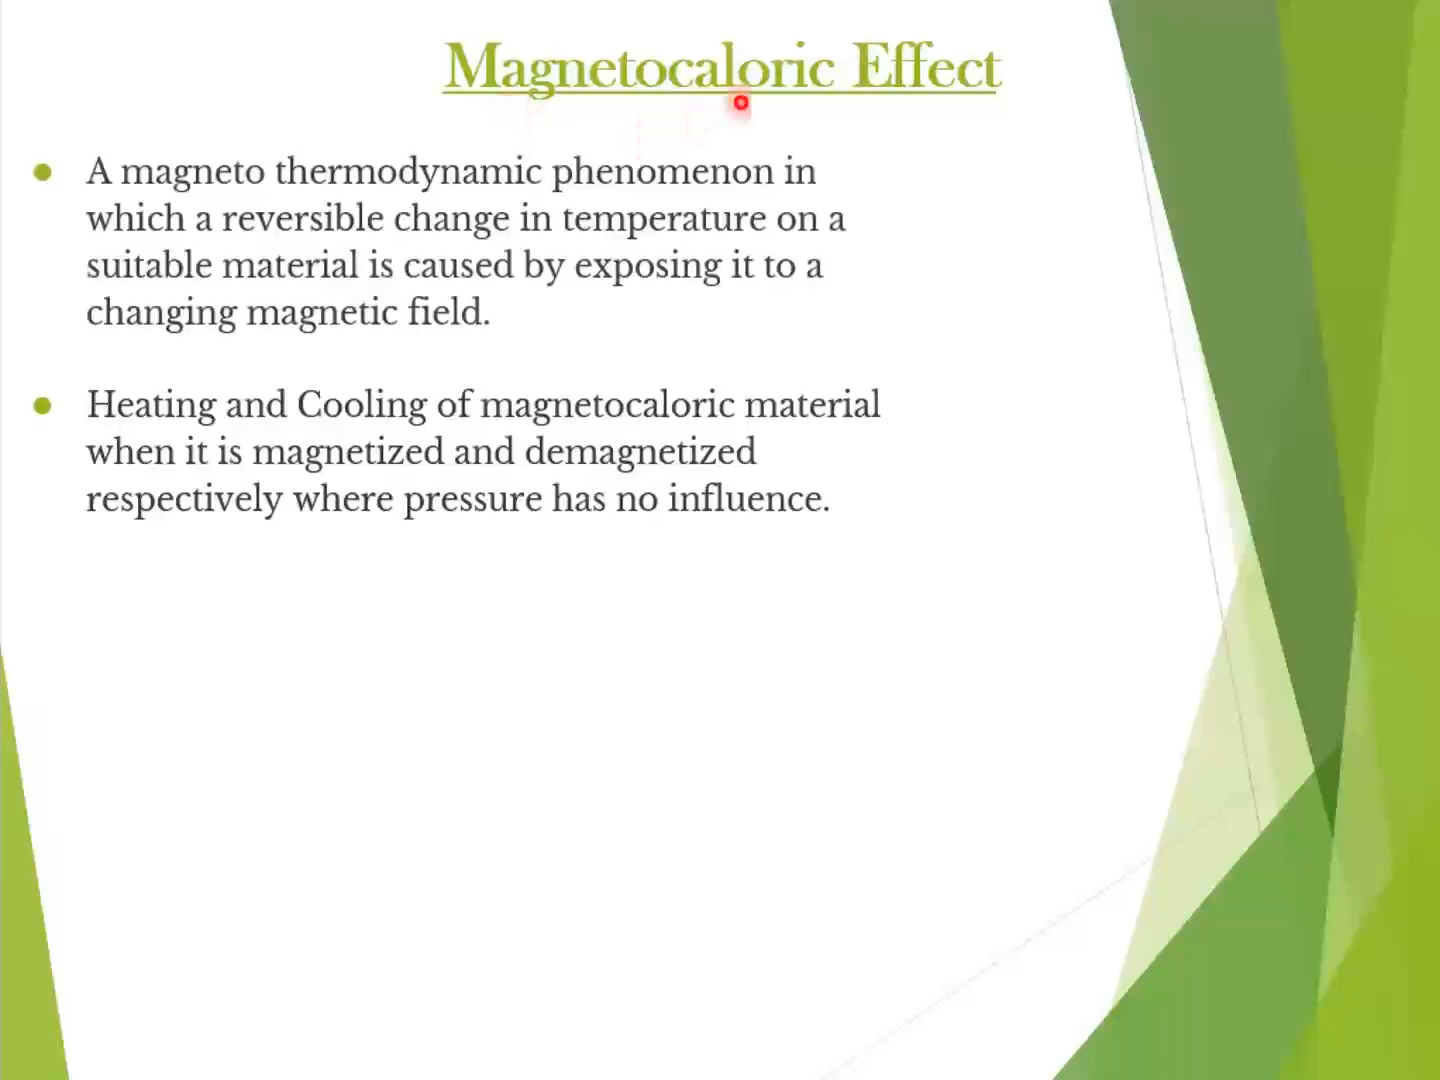 Magnetocaloric Effect
A magneto thermodynamic phenomenon in
which a reversible change in temperature on a
suitable material is caused by exposing it to a
changing magnetic field.
Heating and Cooling of magnetocaloric material
when it is magnetized and demagnetized
respectively where pressure has no influence.